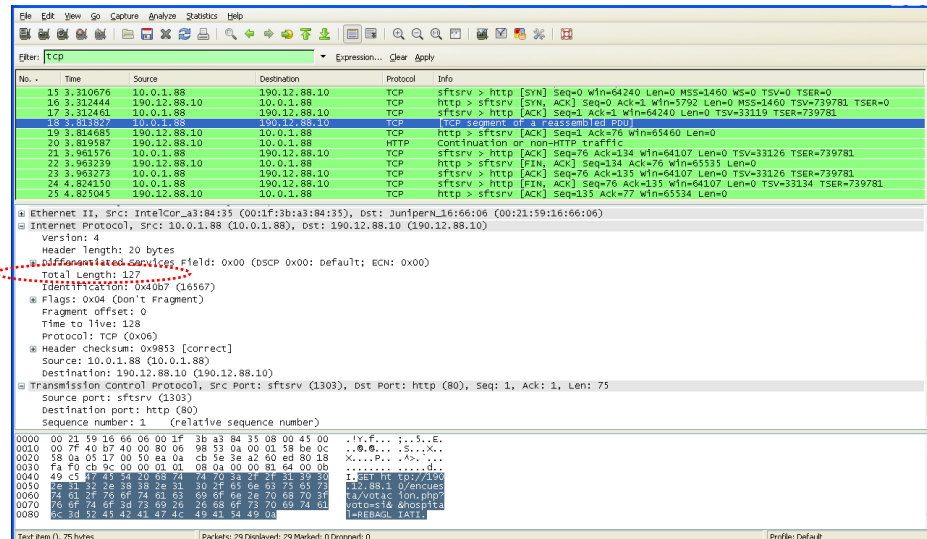 File Edit View Go Capture Analyze Statistics Help
Filter: tcp Expression... Clear Apply
No. . Time Source Destination Protocol Info
15 3.310676 10.0.1.88 190.12.88.10 TCP sftsrv > http [SYN] Seq=0 Win=64240 Len=0 MSS=1460 WS=0 TSV=0 TSER=0
16 3.312444 190.12.88.10 10.0.1.88 TCP http > sftsrv [SYN, ACK] Seq=0 Ack=1 Win=5792 Len=0 MSS=1460 TSV=739781 TSER=0
17 3.312461 10.0.1.88 190.12.88.10 TCP sftsrv > http [ACK] Seq=1 Ack=1 Win=64240 Len=0 TSV=33119 TSER=739781
18 3.813827 10.0.1.88 190.12.88.10 TCP [TCP segment of a reassembled PDU]
19 3.814685 190.12.88.10 10.0.1.88 TCP http > sftsrv [ACK] Seq=1 Ack=76 Win=65460 Len=0
20 3.819587 190.12.88.10 10.0.1.88 HTTP Continuation or non-HTTP traffic
21 3.961576 10.0.1.88 190.12.88.10 TCP sftsrv > http [ACK] Seq=76 Ack=134 Win=64107 Len=0 TSV=33126 TSER=739781
22 3.963239 190.12.88.10 10.0.1.88 TCP http > sftsrv [FIN, ACK] Seq=134 Ack=76 Win=65535 Len=0
23 3.963273 10.0.1.88 190.12.88.10 TCP sftsrv > http [ACK] Seq=76 Ack=135 Win=64107 Len=0 TSV=33126 TSER=739781
24 4.824150 10.0.1.88 190.12.88.10 TCP sftsrv > http [FIN, ACK] Seq=76 Ack=135 Win=64107 Len=0 TSV=33134 TSER=739781
25 4.825045 190.12.88.10 10.0.1.88 TCP http > sftsrv [ACK] Seq=135 Ack=77 Win=65534 Len=0
Ethernet II, Src: IntelCor_a3:84:35 (00:1f:3b:a3:84:35), Dst: JuniperN_16:66:06 (00:21:59:16:66:06)
Internet Protocol, Src: 10.0.1.88 (10.0.1.88), Dst: 190.12.88.10 (190.12.88.10)
Version: 4
Header length: 20 bytes
Differentiated Services Field: 0x00 (DSCP 0x00: Default; ECN: 0x00)
Total Length: 127
Identification: 0x40b7 (16567)
Flags: 0x04 (Don't Fragment)
Fragment offset: 0
Time to live: 128
Protocol: TCP (0x06)
Header checksum: 0x9853 [correct]
Source: 10.0.1.88 (10.0.1.88)
Destination: 190.12.88.10 (190.12.88.10)
Transmission Control Protocol, Src Port: sftsrv (1303), Dst Port: http (80), Seq: 1, Ack: 1, Len: 75
Source port: sftsrv (1303)
Destination port: http (80)
Sequence number: 1 (relative sequence number)
0000 00 21 59 16 66 06 00 1f 3b a3 84 35 08 00 45 00 .!Y.f... ;..5..E.
0010 00 7f 40 b7 40 00 80 06 98 53 0a 00 01 58 be 0c ..@.@... .S...X..
0020 58 0a 05 17 00 50 ea 0a cb 5e 3e a2 60 ed 80 18 X....P.. .^>.`...
0030 fa f0 cb 9c 00 00 01 01 08 0a 00 00 81 64 00 0b ........ .....d..
0040 49 c5 47 45 54 20 68 74 74 70 3a 2f 2f 31 39 30 I.GET ht tp://190
0050 2e 31 32 2e 38 38 2e 31 30 2f 65 6e 63 75 65 73 .12.88.1 0/encues
0060 74 61 2f 76 6f 74 61 63 69 6f 6e 2e 70 68 70 3f ta/votac ion.php?
0070 76 6f 74 6f 3d 73 69 26 26 68 6f 73 70 69 74 61 voto=si& &hospita
0080 6c 3d 52 45 42 41 47 4c 49 41 54 49 0a l=REBAGL IATI.
Text item (), 75 bytes Packets: 29 Displayed: 29 Marked: 0 Dropped: 0 Profile: Default